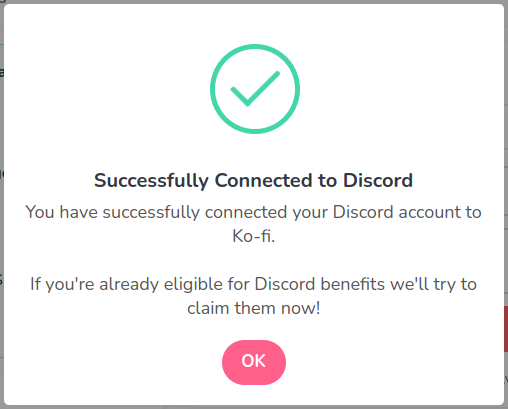 Successfully Connected to Discord
You have successfully connected your Discord account to
Ko-fi.
If you're already eligible for Discord benefits we'll try to
claim them now!
OK